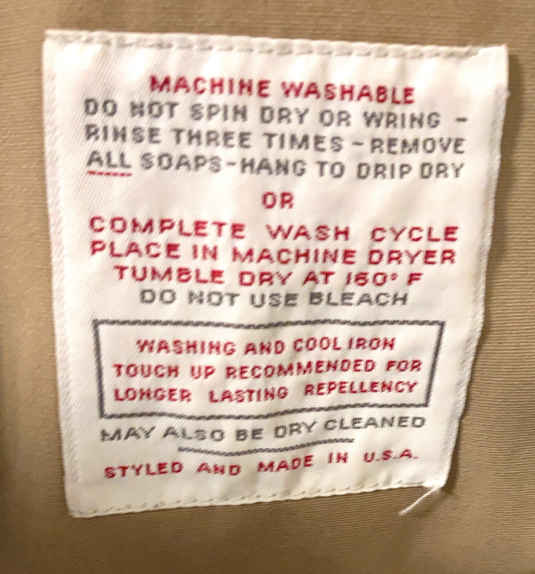 MACHINE WASHABLE
DO NOT SPIN DRY OR WRING -
RINSE THREE TIMES - REMOVE
ALL SOAPS-HANG TO DRIP DRY
OR
COMPLETE WASH CYCLE
PLACE IN MACHINE DRYER
TUMBLE DRY AT 160° F
DO NOT USE BLEACH
WASHING AND COOL IRON
TOUCH UP RECOMMENDED FOR
LONGER LASTING REPELLENCY
MAY ALSO BE DRY CLEANED
STYLED AND MADE IN U.S.A.